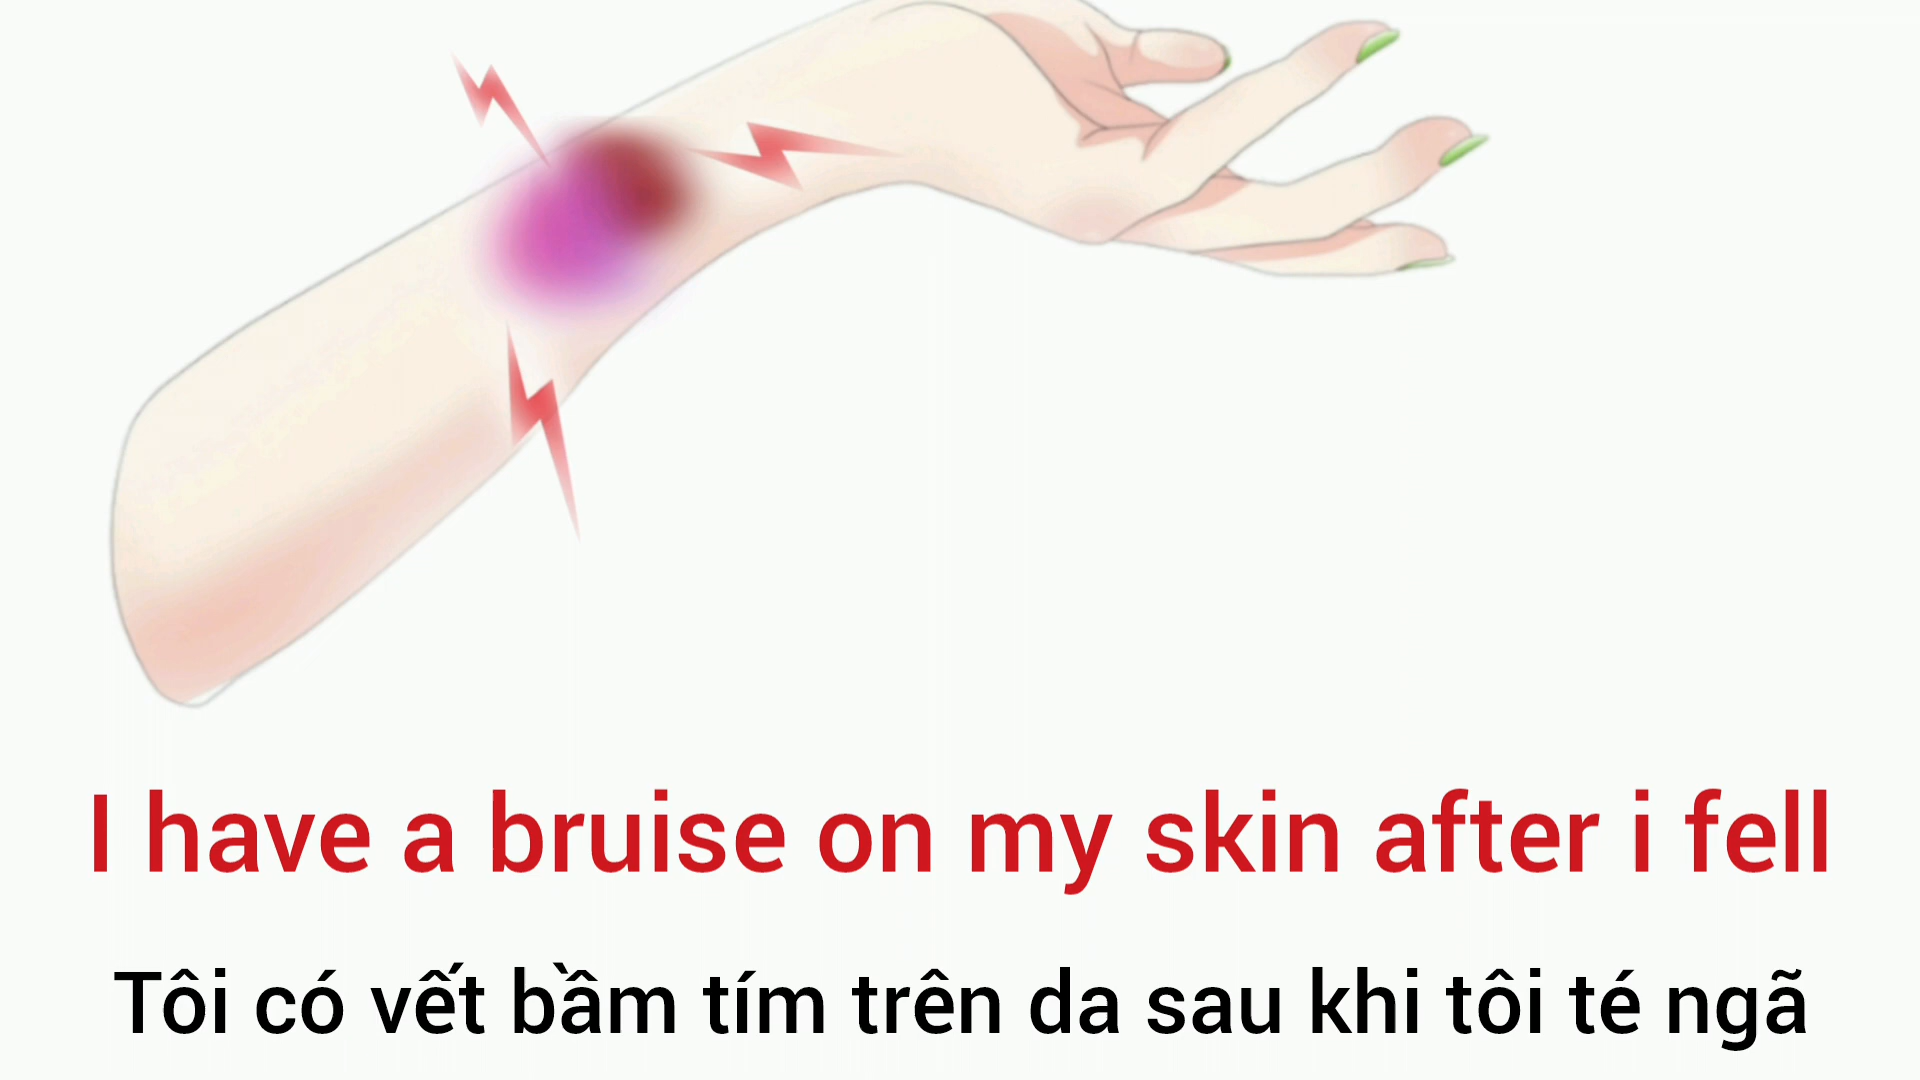 I have a bruise on my skin after i fell
Tôi có vết bầm tím trên da sau khi tôi té ngã